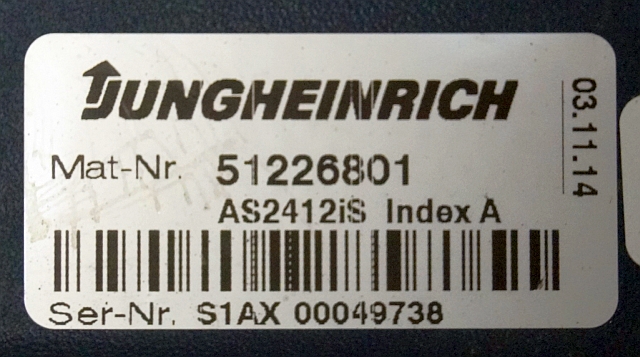 JUNGHEINRICH
03.11.14
Mat-Nr. 51226801
AS2412iS Index A
Ser-Nr. S1AX 00049738